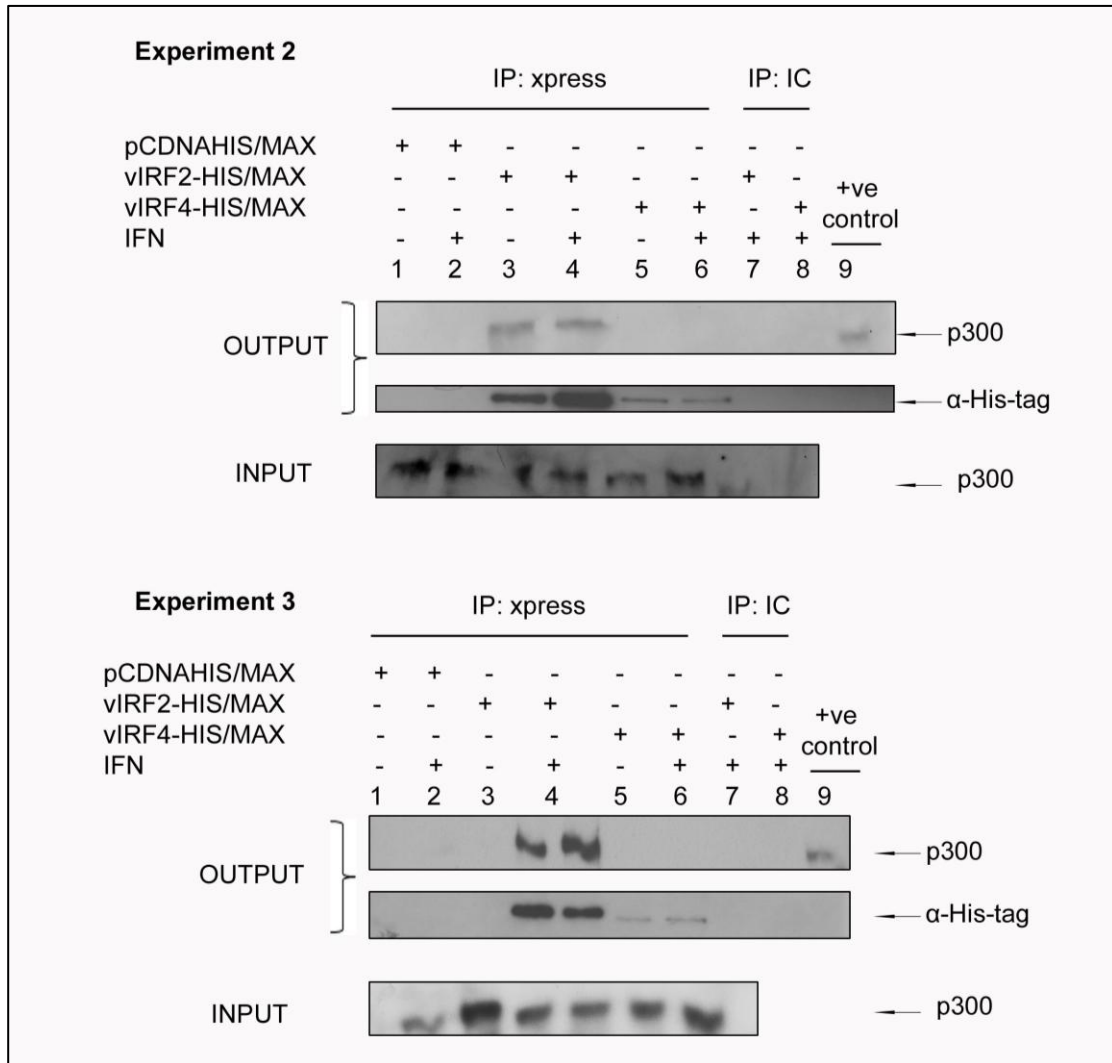 Experiment 2
IP: xpress IP: IC
pCDNAHIS/MAX + + - - - - - -
vIRF2-HIS/MAX - - + + - - + -
vIRF4-HIS/MAX - - - - + + - +
IFN - + - + - + + +
+ve
control
1 2 3 4 5 6 7 8 9
OUTPUT
p300
α-His-tag
INPUT
p300
Experiment 3
IP: xpress IP: IC
pCDNAHIS/MAX + + - - - - - -
vIRF2-HIS/MAX - - + + - - + -
vIRF4-HIS/MAX - - - - + + - +
IFN - + - + - + + +
+ve
control
1 2 3 4 5 6 7 8 9
OUTPUT
p300
α-His-tag
INPUT
p300